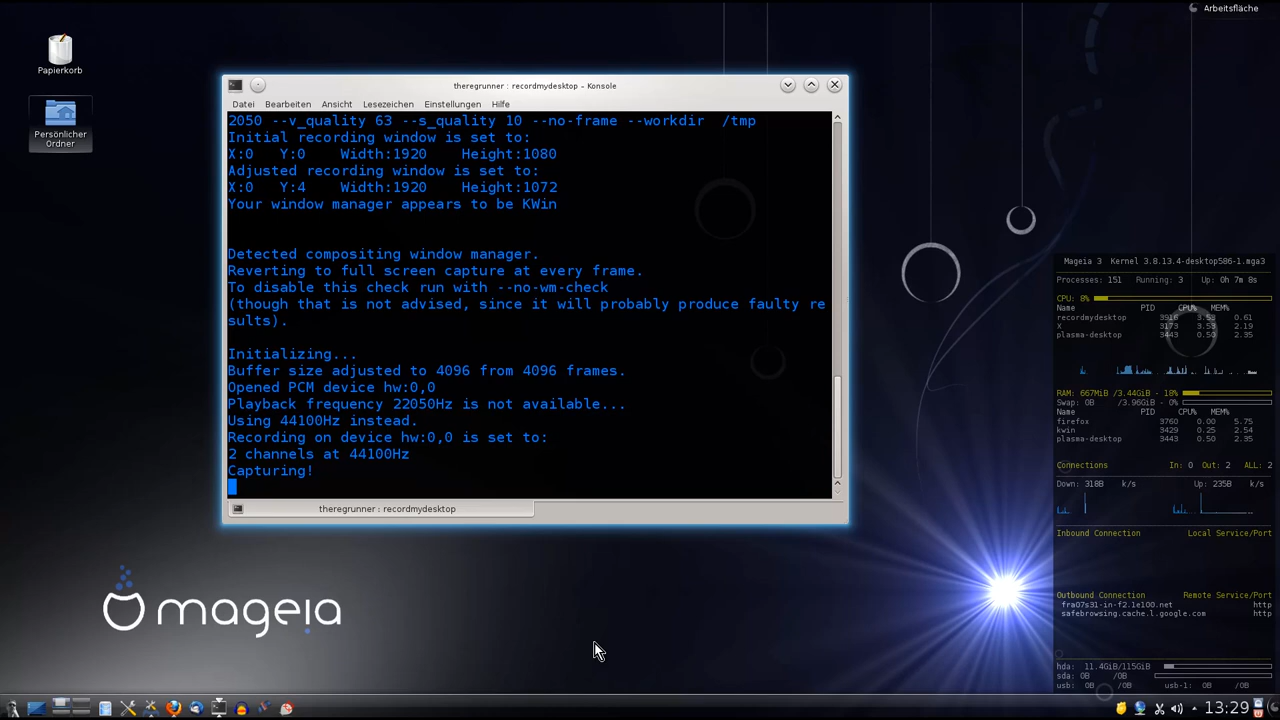 Arbeitsfläche
Papierkorb
Persönlicher
Ordner
theregrunner : recordmydesktop – Konsole
Datei Bearbeiten Ansicht Lesezeichen Einstellungen Hilfe
2050 --v_quality 63 --s_quality 10 --no-frame --workdir /tmp
Initial recording window is set to:
X:0 Y:0 Width:1920 Height:1080
Adjusted recording window is set to:
X:0 Y:4 Width:1920 Height:1072
Your window manager appears to be KWin
Detected compositing window manager.
Reverting to full screen capture at every frame.
To disable this check run with --no-wm-check
(though that is not advised, since it will probably produce faulty re
sults).
Initializing...
Buffer size adjusted to 4096 from 4096 frames.
Opened PCM device hw:0,0
Playback frequency 22050Hz is not available...
Using 44100Hz instead.
Recording on device hw:0,0 is set to:
2 channels at 44100Hz
Capturing!
theregrunner : recordmydesktop
mageia
Mageia 3 Kernel 3.8.13.4-desktop586-1.mga3
Processes: 151 Running: 3 Up: 0h 7m 8s
CPU: 8%
Name PID CPU% MEM%
recordmydesktop 3916 3.53 0.61
X 3173 3.53 2.19
plasma-desktop 3443 0.50 2.35
RAM: 667MiB /3.44GiB - 18%
Swap: 0B /3.96GiB - 0%
Name PID CPU% MEM%
firefox 3760 0.00 5.75
kwin 3429 0.25 2.54
plasma-desktop 3443 0.50 2.35
Connections In: 0 Out: 2 ALL: 2
Down: 318B k/s Up: 235B k/s
Inbound Connection Local Service/Port
Outbound Connection Remote Service/Port
fra07s31-in-f2.1e100.net http
safebrowsing.cache.l.google.com http
hda: 11.4GiB/115GiB
sda: 0B /0B
usb: 0B /0B usb-1: 0B /0B
13:29